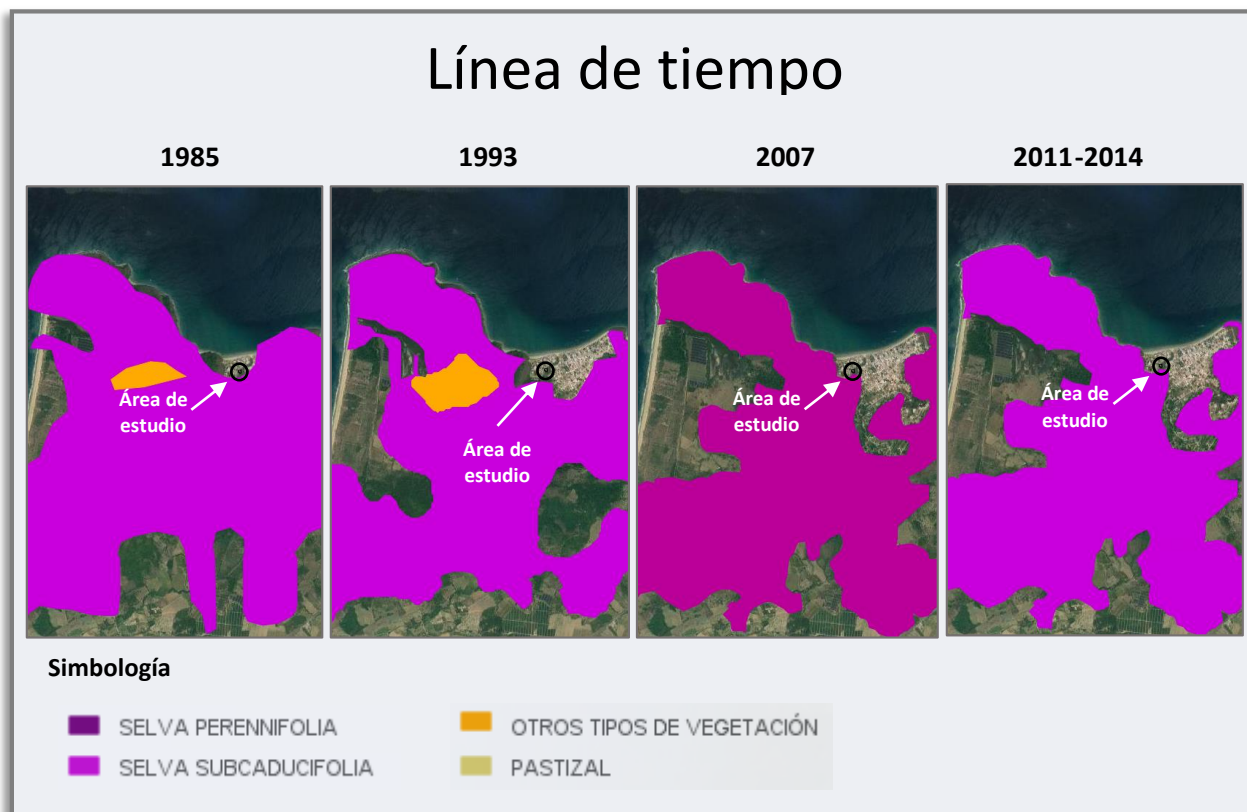 Línea de tiempo
1985
1993
2007
2011-2014
Área de
estudio
Área de
estudio
Área de
estudio
Área de
estudio
Simbología
SELVA PERENNIFOLIA
SELVA SUBCADUCIFOLIA
OTROS TIPOS DE VEGETACIÓN
PASTIZAL